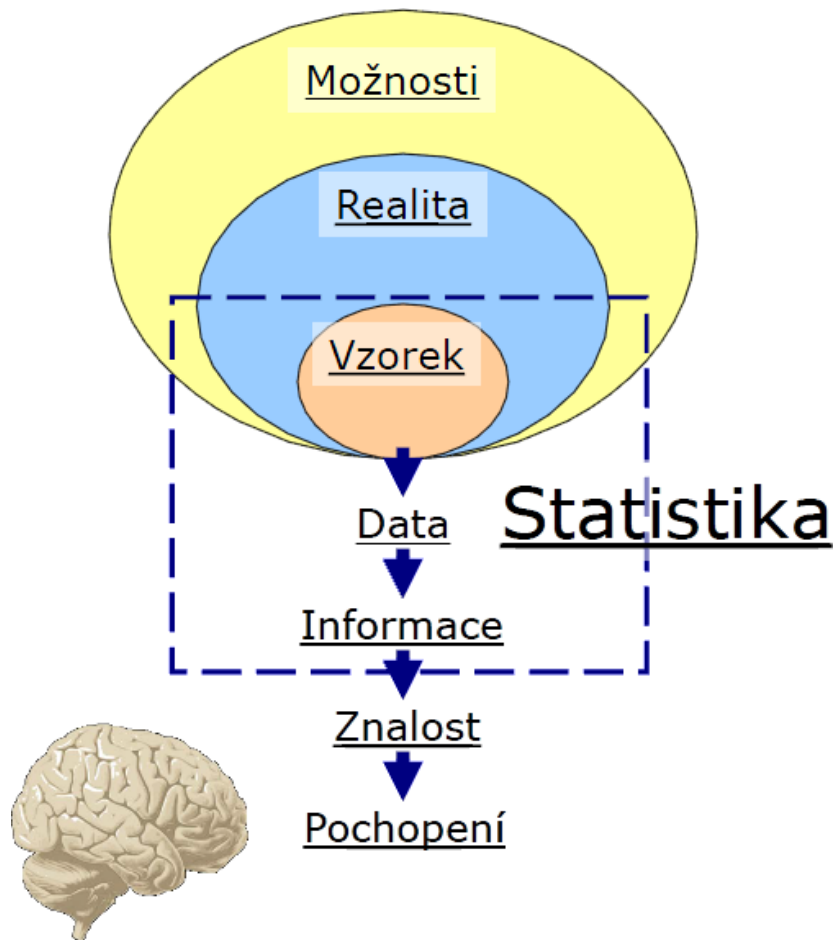 Možnosti
Realita
Vzorek
Data
Statistika
Informace
Znalost
Pochopení